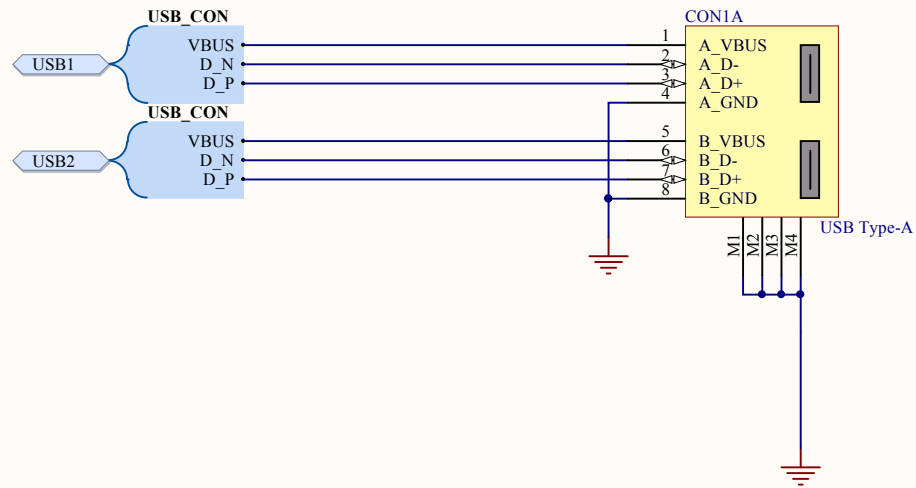 USB_CON
CON1A
USB1
VBUS
D_N
D_P
1
2
3
4
A_VBUS
A_D-
A_D+
A_GND
USB_CON
USB2
VBUS
D_N
D_P
5
6
7
8
B_VBUS
B_D-
B_D+
B_GND
USB Type-A
M1
M2
M3
M4